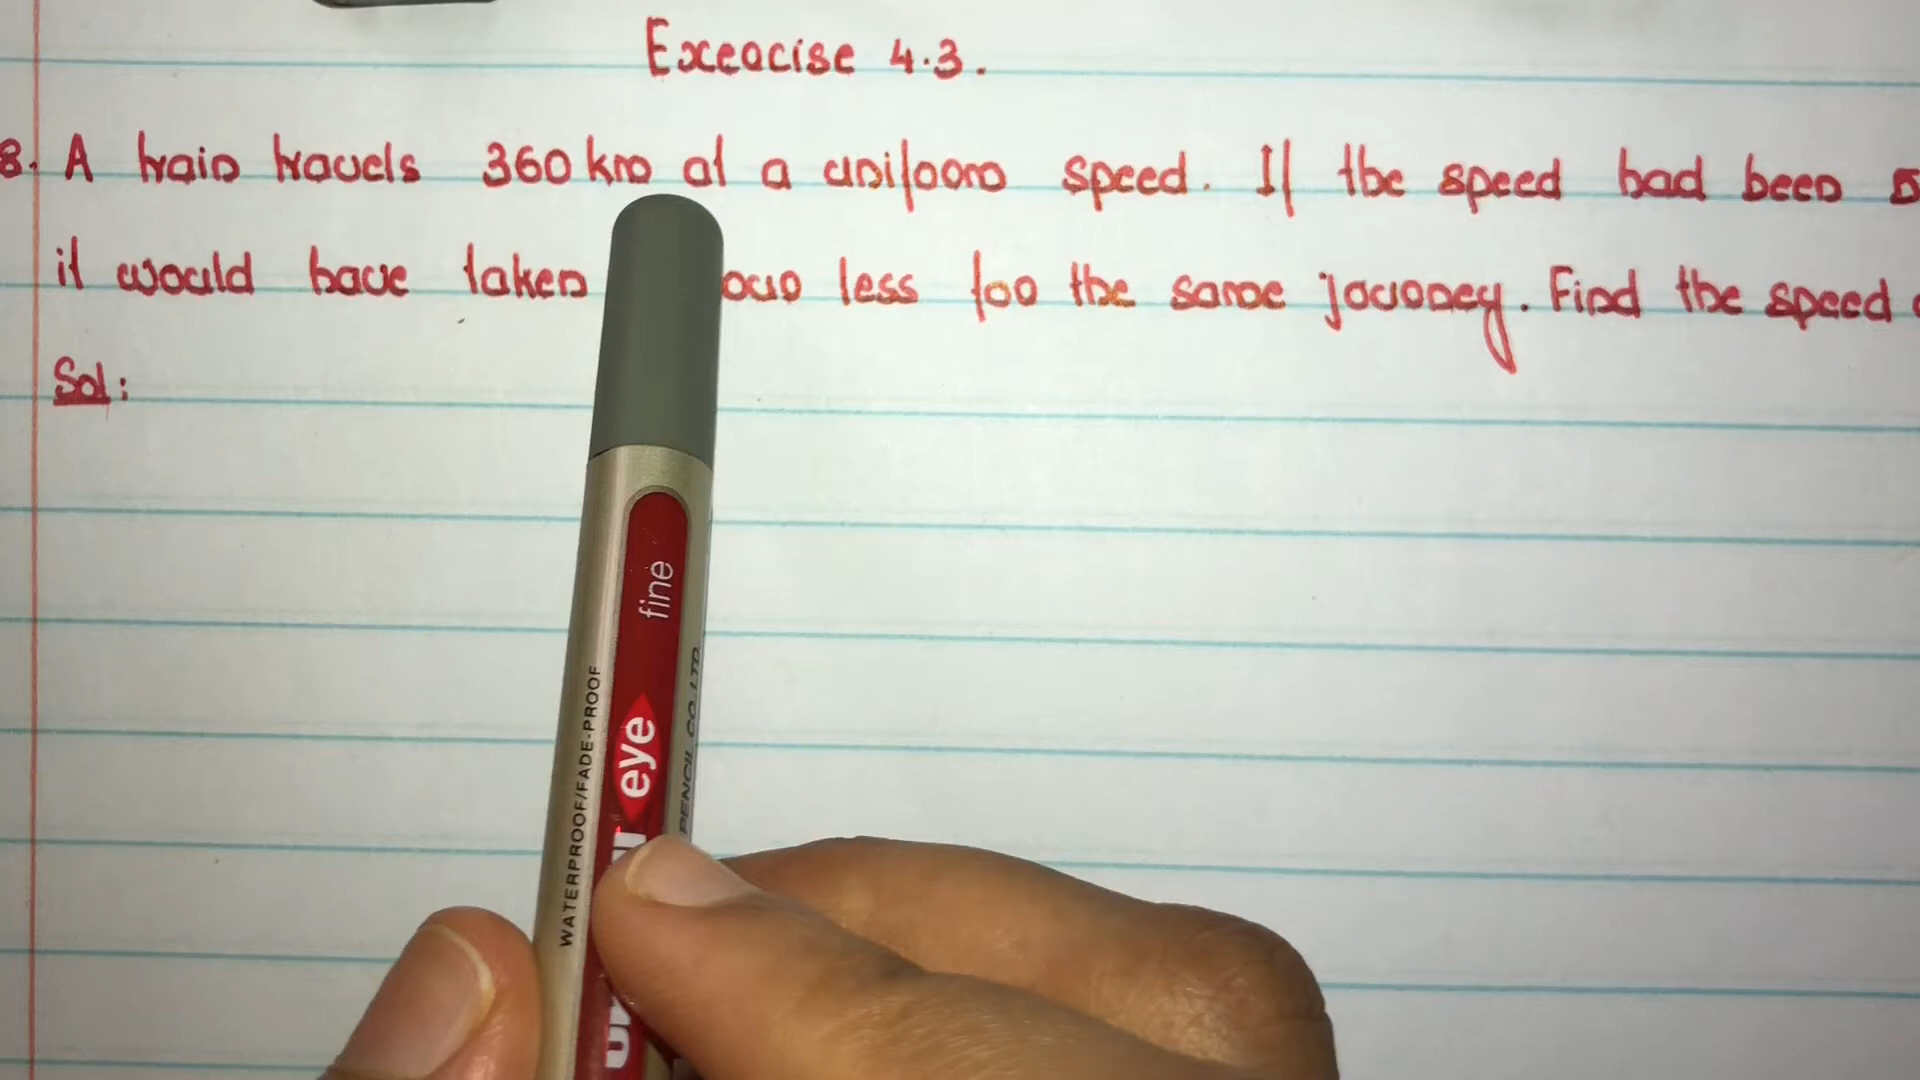 Exercise 4.3.
8. A train travels 360 km at a uniform speed. If the speed had been 5
it would have taken less for the same journey. Find the speed
Sol:
fine
eye
WATERPROOF/FADE-PROOF
PENCIL CO. LTD